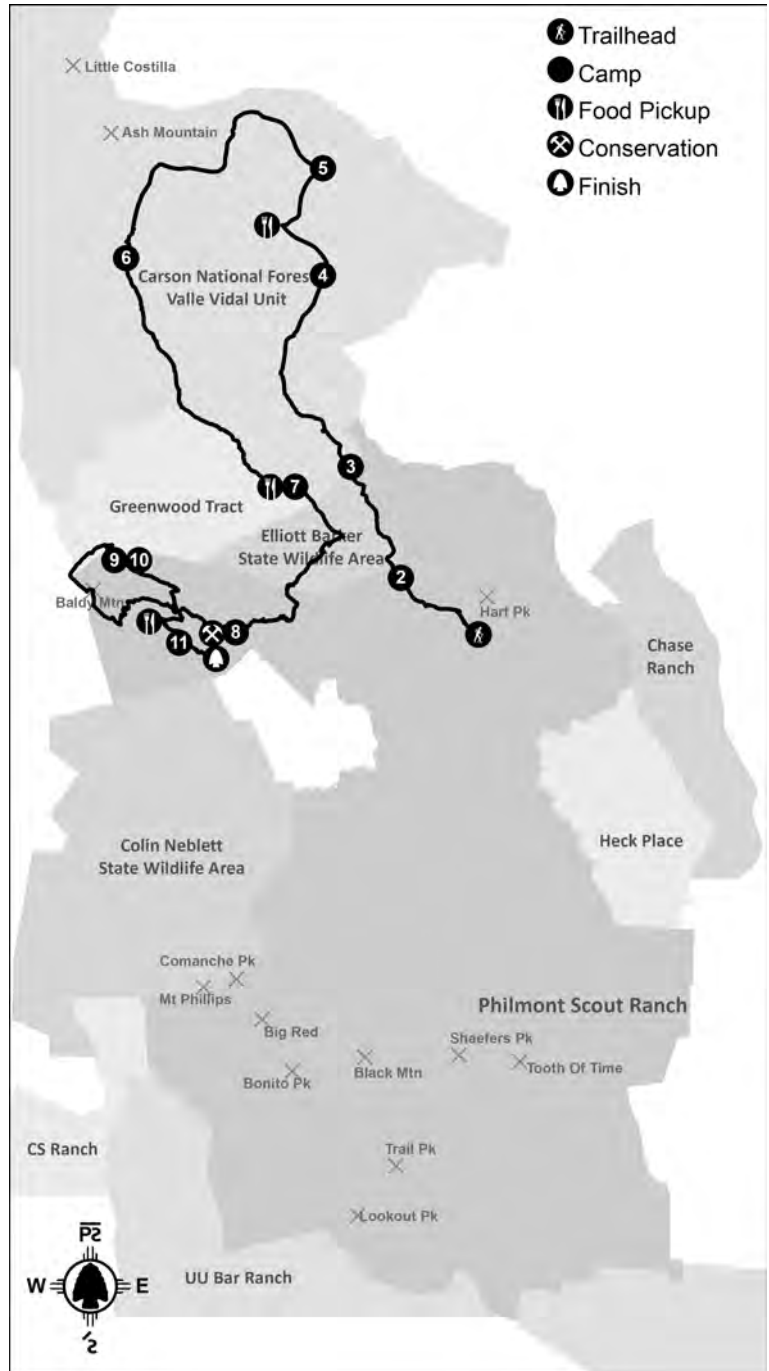 Trailhead
Camp
Food Pickup
Conservation
Finish
Little Costilla
Ash Mountain
5
6
4
Carson National Fores
Valle Vidal Unit
3
7
Greenwood Tract
Elliott Barker
State Wildlife Area
9 10
2
Baldy Mtn
Hart Pk
8
11
Chase
Ranch
Heck Place
Colin Neblett
State Wildlife Area
Comanche Pk
Mt Phillips
Philmont Scout Ranch
Big Red
Shaefers Pk
Black Mtn
Tooth Of Time
Bonito Pk
CS Ranch
Trail Pk
Lookout Pk
W E
UU Bar Ranch